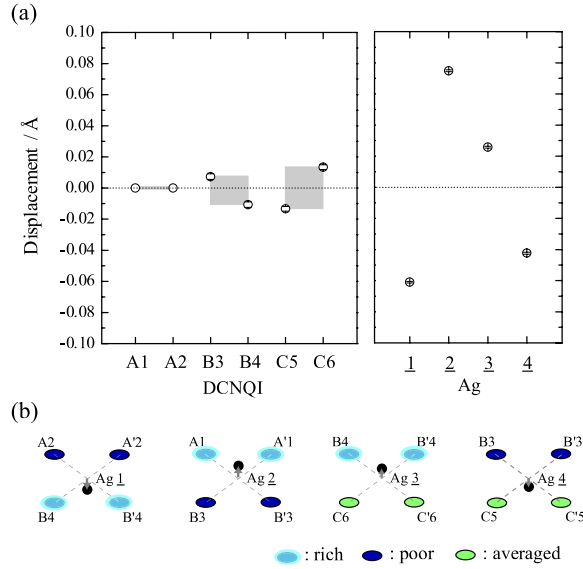 (a)
Displacement / Å
0.10
0.08
0.06
0.04
0.02
0.00
-0.02
-0.04
-0.06
-0.08
-0.10
A1 A2 B3 B4 C5 C6
DCNQI
1 2 3 4
Ag
(b)
A2 A'2 A1 A'1 B4 B'4 B3 B'3
Ag 1 Ag 2 Ag 3 Ag 4
B4 B'4 B3 B'3 C6 C'6 C5 C'5
: rich : poor : averaged